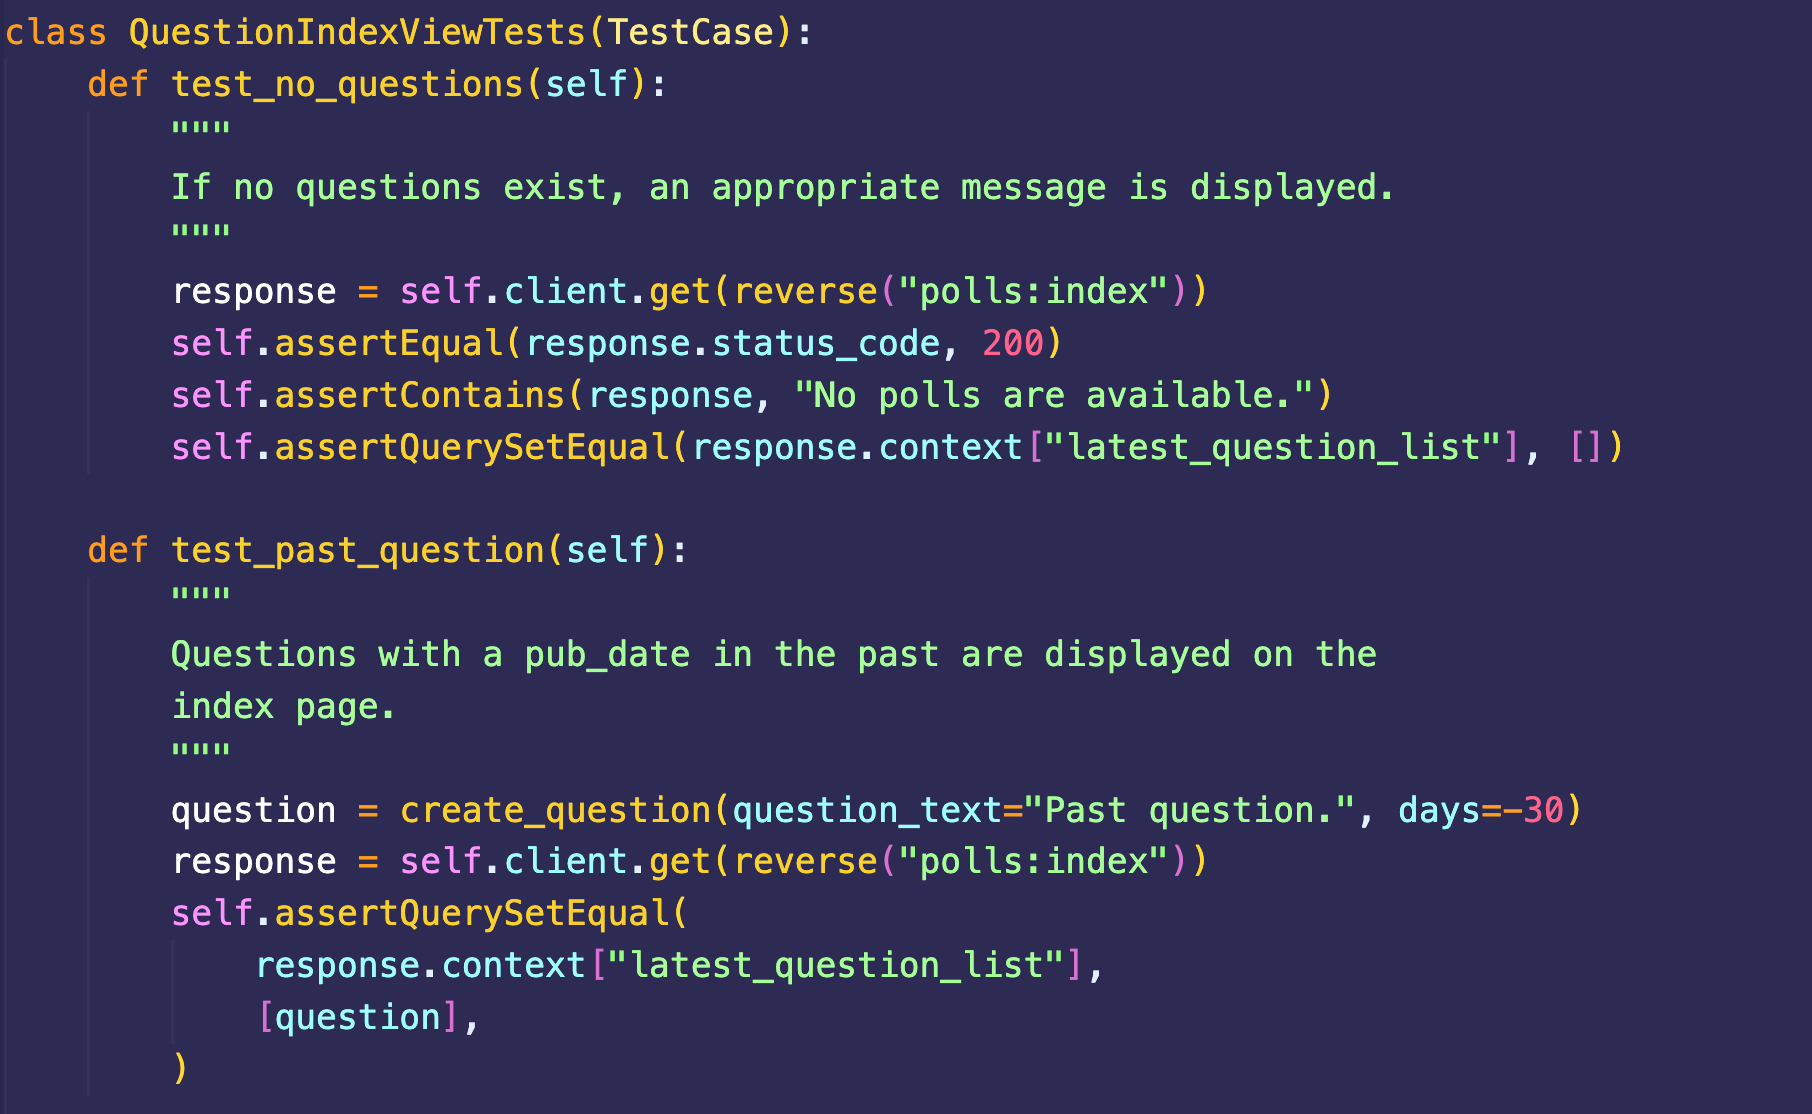 class QuestionIndexViewTests(TestCase):
    def test_no_questions(self):
        """
        If no questions exist, an appropriate message is displayed.
        """
        response = self.client.get(reverse("polls:index"))
        self.assertEqual(response.status_code, 200)
        self.assertContains(response, "No polls are available.")
        self.assertQuerySetEqual(response.context["latest_question_list"], [])

    def test_past_question(self):
        """
        Questions with a pub_date in the past are displayed on the
        index page.
        """
        question = create_question(question_text="Past question.", days=-30)
        response = self.client.get(reverse("polls:index"))
        self.assertQuerySetEqual(
            response.context["latest_question_list"],
            [question],
        )